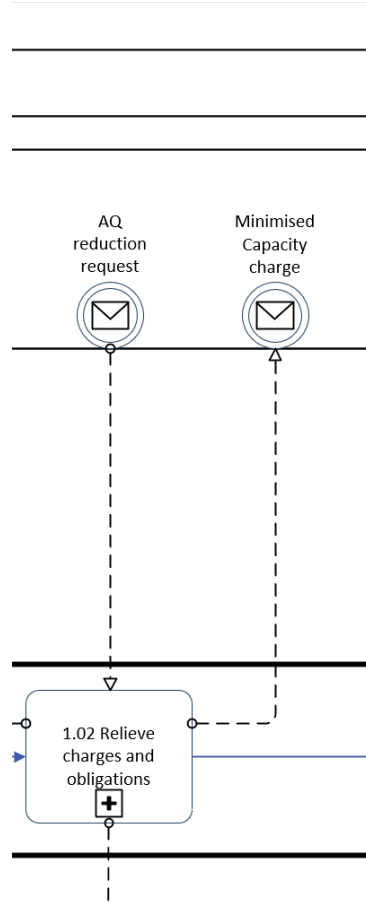 AQ
reduction
request
Minimised
Capacity
charge
1.02 Relieve
charges and
obligations